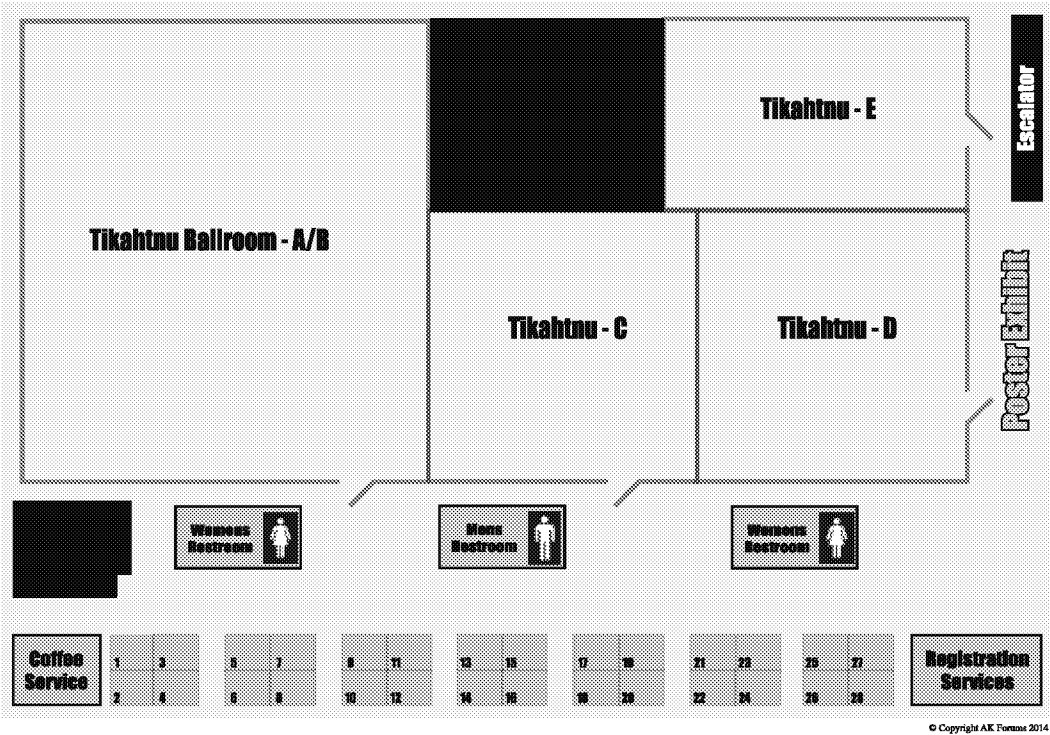 Tikahtnu - E
Escalator
Tikahtnu Ballroom - A/B
Tikahtnu - C
Tikahtnu - D
Poster Exhibit
Womens
Restroom
Mens
Restroom
Womens
Restroom
Coffee
Service
1 3
2 4
5 7
6 8
9 11
10 12
13 15
14 16
17 19
18 20
21 23
22 24
25 27
26 28
Registration
Services
© Copyright AK Forums 2014